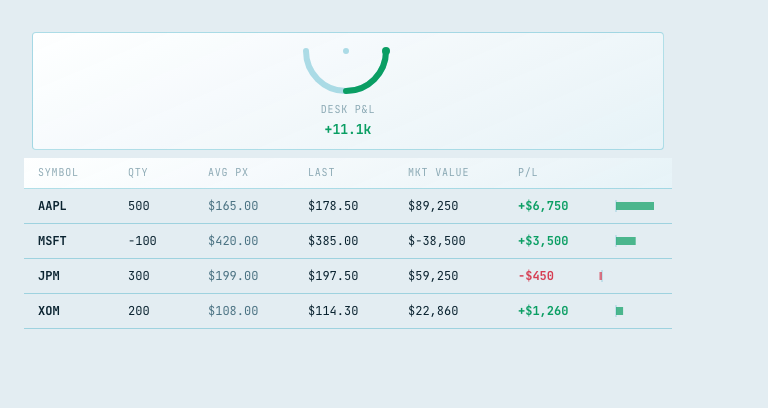 DESK P&L
+11.1k
SYMBOL QTY AVG PX LAST MKT VALUE P/L
AAPL 500 $165.00 $178.50 $89,250 +$6,750
MSFT -100 $420.00 $385.00 $-38,500 +$3,500
JPM 300 $199.00 $197.50 $59,250 -$450
XOM 200 $108.00 $114.30 $22,860 +$1,260